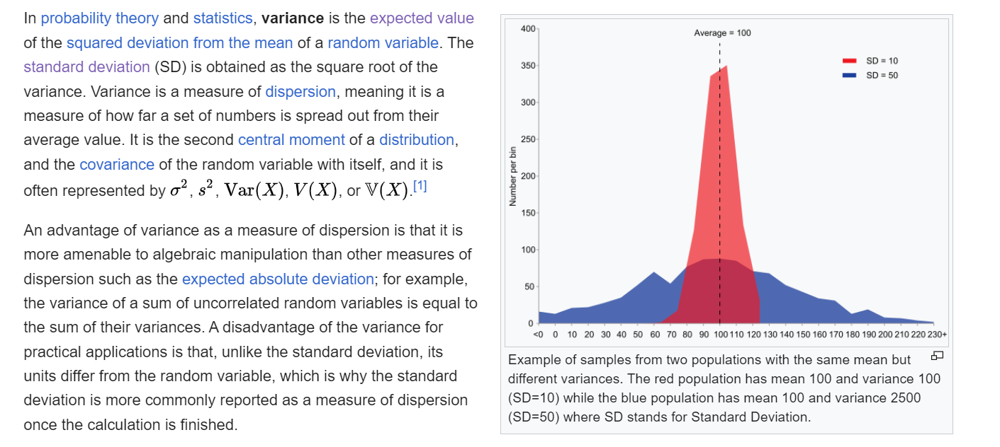 In probability theory and statistics, variance is the expected value
of the squared deviation from the mean of a random variable. The
standard deviation (SD) is obtained as the square root of the
variance. Variance is a measure of dispersion, meaning it is a
measure of how far a set of numbers is spread out from their
average value. It is the second central moment of a distribution,
and the covariance of the random variable with itself, and it is
often represented by σ², s², Var(X), V(X), or 𝕍(X).[1]
An advantage of variance as a measure of dispersion is that it is
more amenable to algebraic manipulation than other measures of
dispersion such as the expected absolute deviation; for example,
the variance of a sum of uncorrelated random variables is equal to
the sum of their variances. A disadvantage of the variance for
practical applications is that, unlike the standard deviation, its
units differ from the random variable, which is why the standard
deviation is more commonly reported as a measure of dispersion
once the calculation is finished.
Average = 100
SD = 10
SD = 50
Number per bin
400
350
300
250
200
150
100
50
0
<0 0 10 20 30 40 50 60 70 80 90 100 110 120 130 140 150 160 170 180 190 200 210 220 230+
Example of samples from two populations with the same mean but
different variances. The red population has mean 100 and variance 100
(SD=10) while the blue population has mean 100 and variance 2500
(SD=50) where SD stands for Standard Deviation.